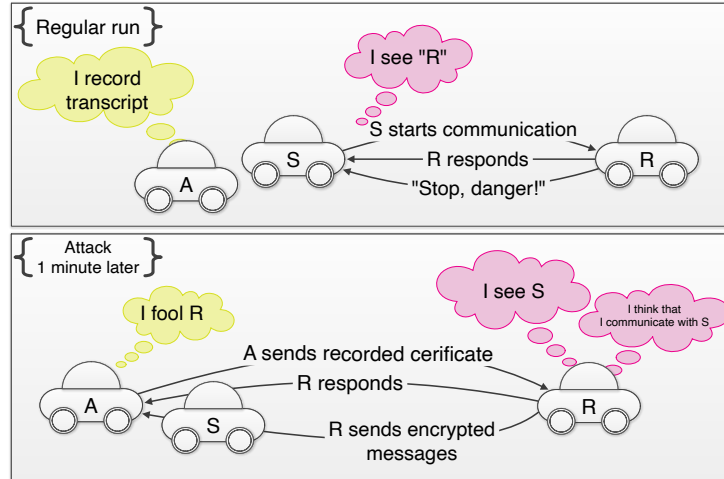 Regular run
I record
transcript
I see "R"
S starts communication
R responds
"Stop, danger!"
A
S
R
Attack
1 minute later
I fool R
I see S
I think that
I communicate with S
A sends recorded cerificate
R responds
R sends encrypted
messages
A
S
R